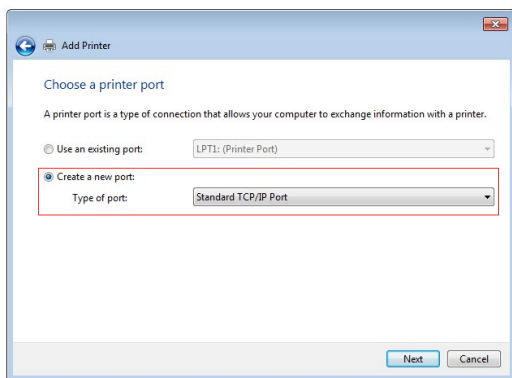 Add Printer
Choose a printer port
A printer port is a type of connection that allows your computer to exchange information with a printer.
Use an existing port: LPT1: (Printer Port)
Create a new port:
Type of port: Standard TCP/IP Port
Next Cancel